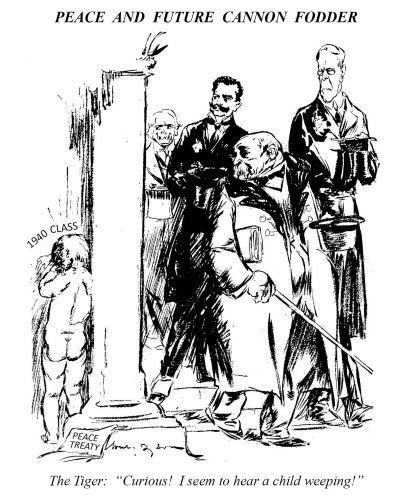 PEACE AND FUTURE CANNON FODDER
1940 CLASS
PEACE
TREATY
The Tiger: "Curious! I seem to hear a child weeping!"